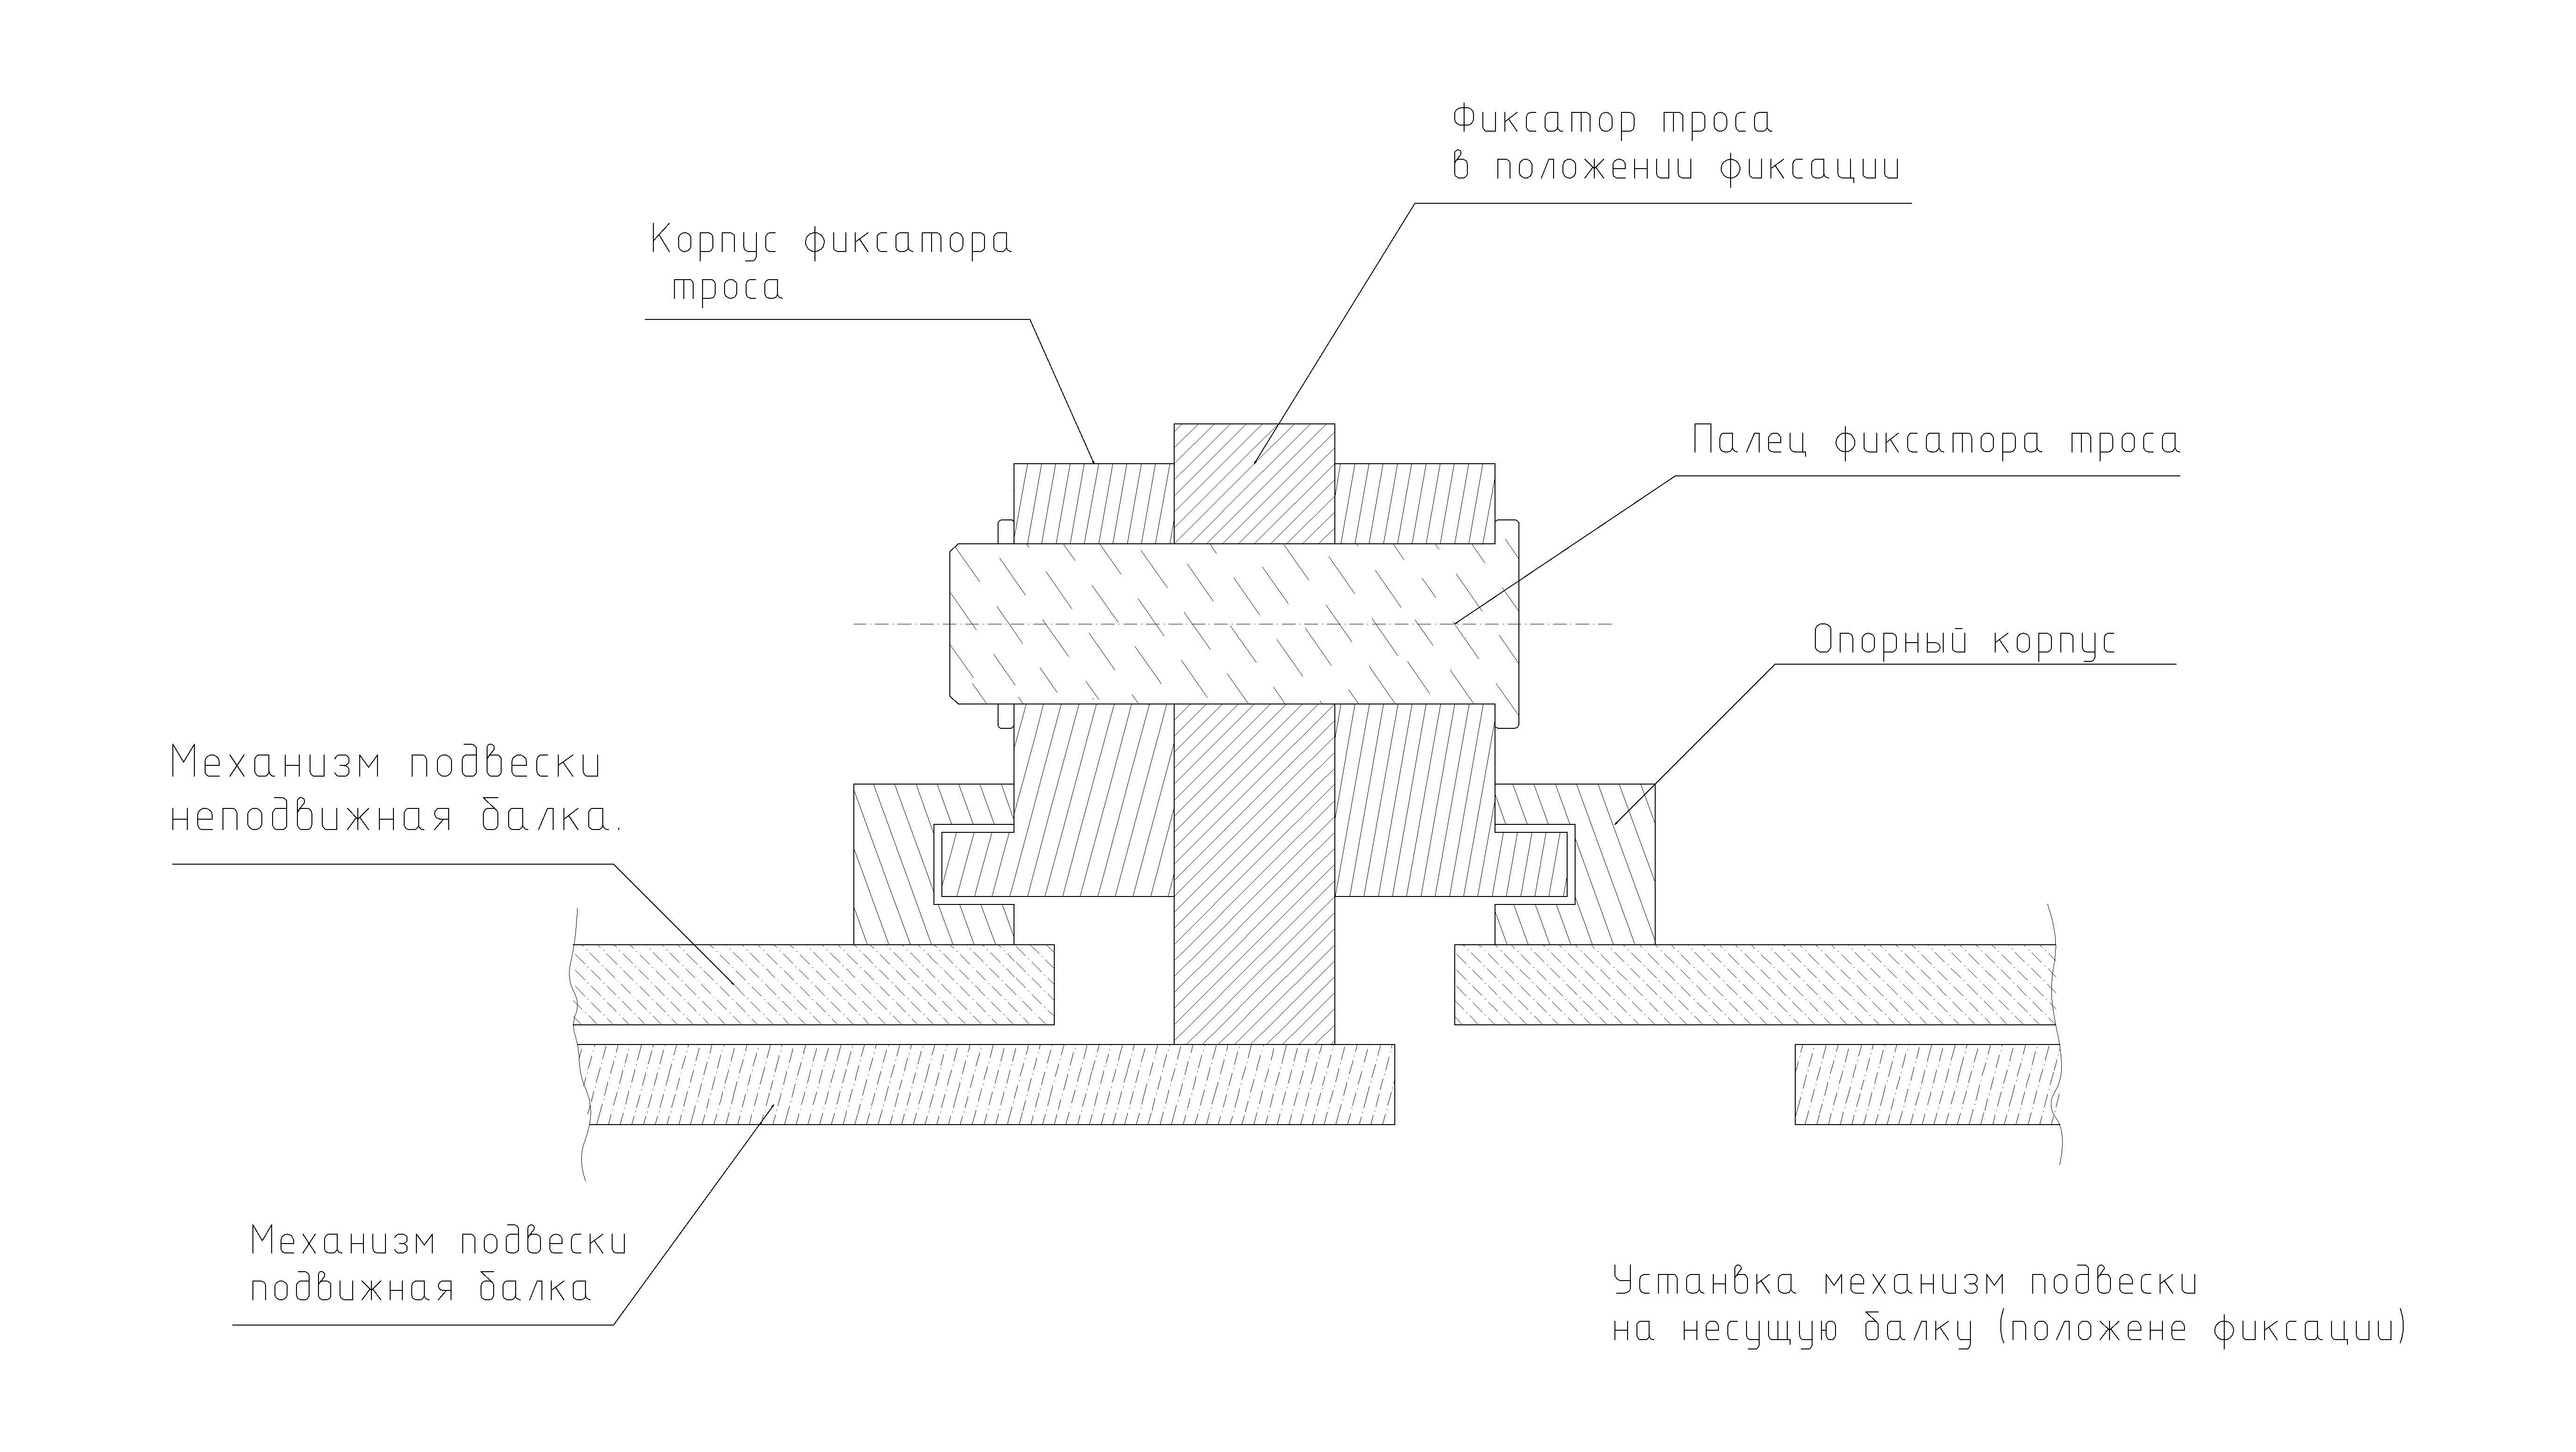 Фиксатор троса
в положении фиксации
Корпус фиксатора
троса
Палец фиксатора троса
Опорный корпус
Механизм подвески
неподвижная балка.
Механизм подвески
подвижная балка
Устанвка механизм подвески
на несущую балку (положене фиксации)